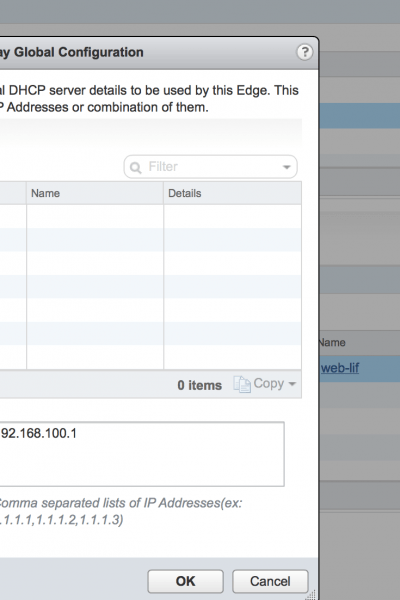 ay Global Configuration
?
al DHCP server details to be used by this Edge. This
P Addresses or combination of them.
Filter
Name Details
0 items Copy
92.168.100.1
Comma separated lists of IP Addresses(ex:
.1.1.1,1.1.1.2,1.1.1.3)
OK Cancel
Name
web-lif